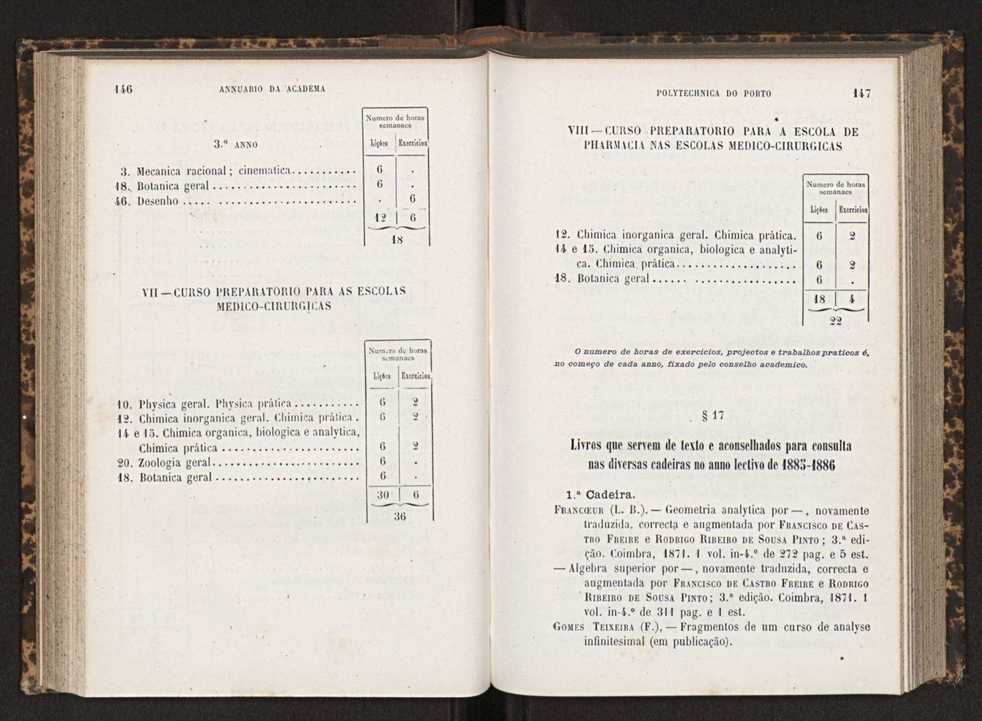 146
ANNUARIO DA ACADEMA
Numero de horas
semanaes
3.º ANNO
Lições Exercicios
3. Mecanica racional; cinematica........... 6 .
18. Botanica geral........................ 6 .
46. Desenho ..... ........................ . 6
12 6
18
VII — CURSO PREPARATORIO PARA AS ESCOLAS
MEDICO-CIRURGICAS
Numero de horas
semanaes
Lições Exercicios
10. Physica geral. Physica prática........... 6 2
12. Chimica inorganica geral. Chimica prática. 6 2
14 e 15. Chimica organica, biologica e analytica,
Chimica prática........................ 6 2
20. Zoologia geral......................... 6 .
18. Botanica geral........................ 6 .
30 6
36
POLYTECHNICA DO PORTO
147
VIII — CURSO PREPARATORIO PARA A ESCOLA DE
PHARMACIA NAS ESCOLAS MEDICO-CIRURGICAS
Numero de horas
semanaes
Lições Exercicios
12. Chimica inorganica geral. Chimica prática. 6 2
14 e 15. Chimica organica, biologica e analyti-
ca. Chimica prática.................... 6 2
18. Botanica geral...... .................. 6 .
18 4
22
O numero de horas de exercicios, projectos e trabalhos praticos é,
no começo de cada anno, fixado pelo conselho academico.
§ 17
Livros que servem de texto e aconselhados para consulta
nas diversas cadeiras no anno lectivo de 1885-1886
1.ª Cadeira.
FRANCŒUR (L. B.). — Geometria analytica por —, novamente
traduzida, correcta e augmentada por FRANCISCO DE CAS-
TRO FREIRE e RODRIGO RIBEIRO DE SOUSA PINTO; 3.ª edi-
ção. Coimbra, 1871. 1 vol. in-4.º de 272 pag. e 5 est.
— Algebra superior por —, novamente traduzida, correcta e
augmentada por FRANCISCO DE CASTRO FREIRE e RODRIGO
RIBEIRO DE SOUSA PINTO; 3.ª edição. Coimbra, 1871. 1
vol. in-4.º de 311 pag. e 1 est.
GOMES TEIXEIRA (F.), — Fragmentos de um curso de analyse
infinitesimal (em publicação).